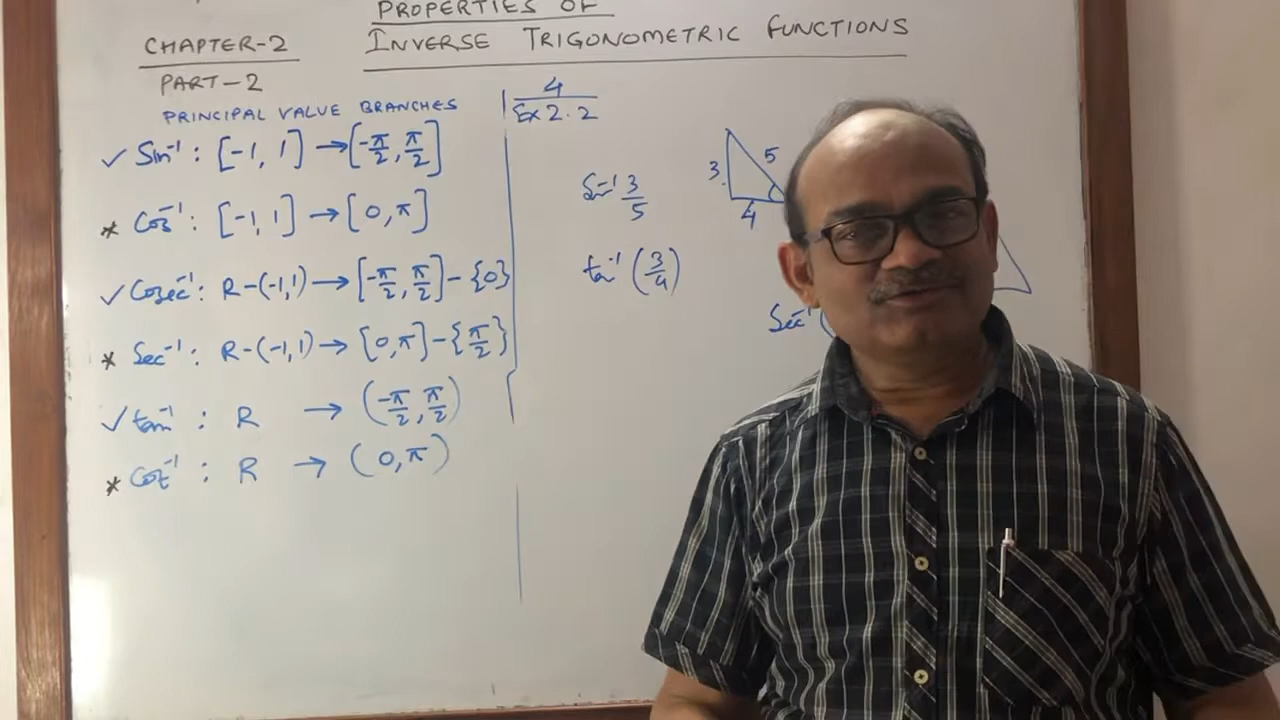 PROPERTIES OF
CHAPTER-2 INVERSE TRIGONOMETRIC FUNCTIONS
PART-2
PRINCIPAL VALUE BRANCHES
✓ Sin⁻¹ : [-1, 1] → [-π/2, π/2]
* Cos⁻¹ : [-1, 1] → [0, π]
✓ Cosec⁻¹ : R-(-1,1) → [-π/2, π/2] - {0}
* Sec⁻¹ : R-(-1,1) → [0, π] - {π/2}
✓ tan⁻¹ : R → (-π/2, π/2)
* Cot⁻¹ : R → (0, π)
4
Ex 2.2
Sin⁻¹ 3/5
3 5
4
tan⁻¹ (3/4)
Sec⁻¹ (